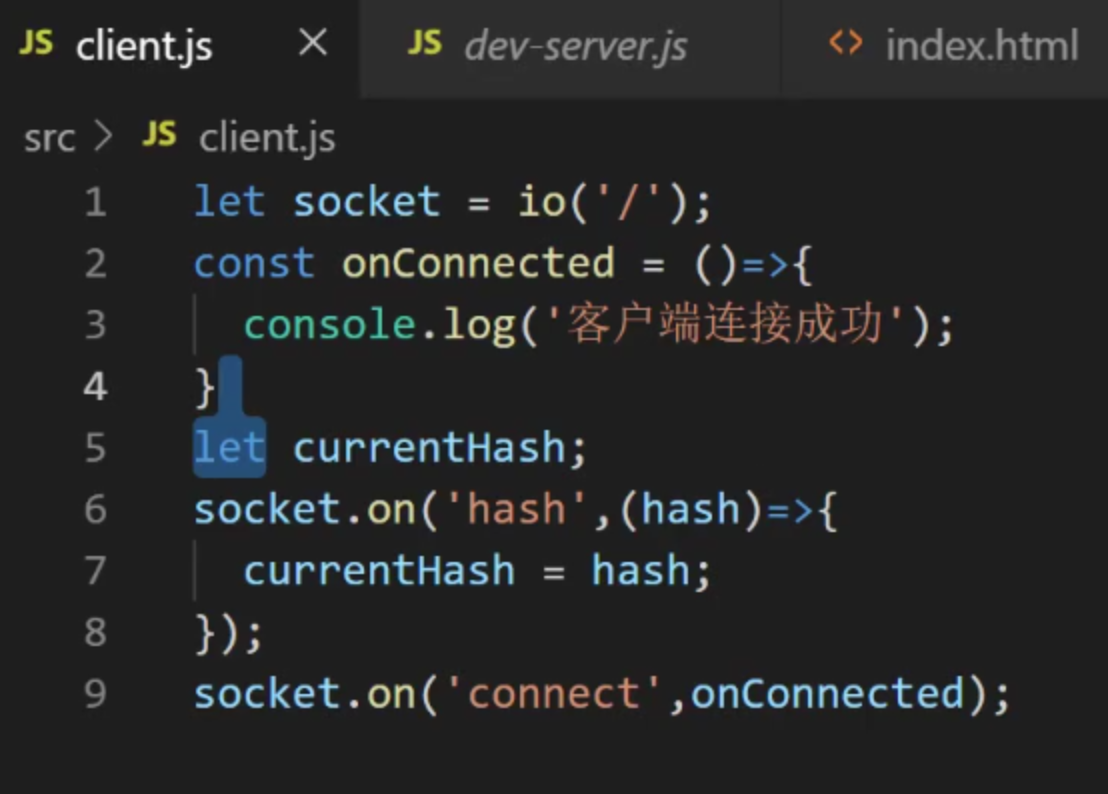 JS client.js × JS dev-server.js <> index.html
src > JS client.js
1 let socket = io('/');
2 const onConnected = ()=>{
3 console.log('客户端连接成功');
4 }
5 let currentHash;
6 socket.on('hash',(hash)=>{
7 currentHash = hash;
8 });
9 socket.on('connect',onConnected);